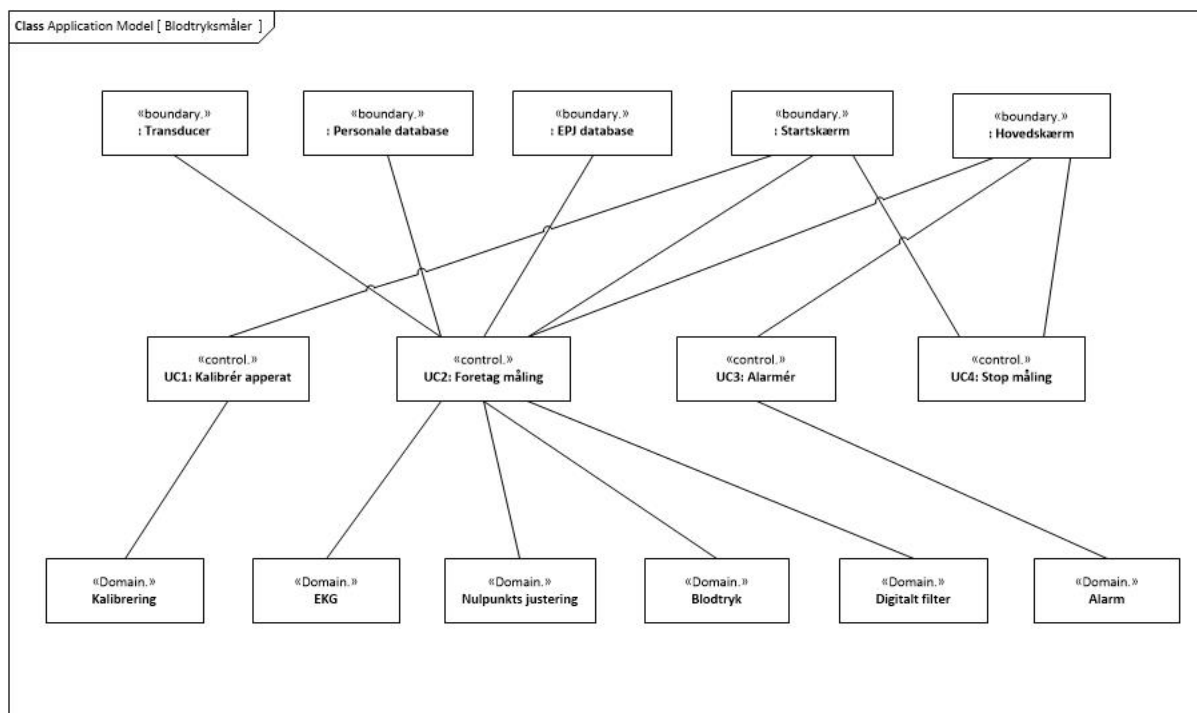 Class Application Model [ Blodtryksmåler ]
«boundary.»
: Transducer
«boundary.»
: Personale database
«boundary.»
: EPJ database
«boundary.»
: Startskærm
«boundary.»
: Hovedskærm
«control.»
UC1: Kalibrér apperat
«control.»
UC2: Foretag måling
«control.»
UC3: Alarmér
«control.»
UC4: Stop måling
«Domain.»
Kalibrering
«Domain.»
EKG
«Domain.»
Nulpunkts justering
«Domain.»
Blodtryk
«Domain.»
Digitalt filter
«Domain.»
Alarm